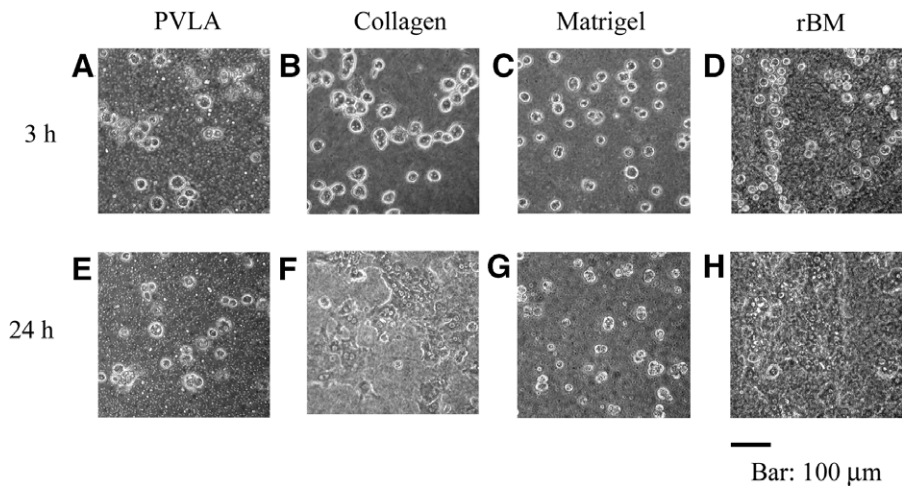 PVLA Collagen Matrigel rBM
A B C D
3 h
E F G H
24 h
Bar: 100 μm